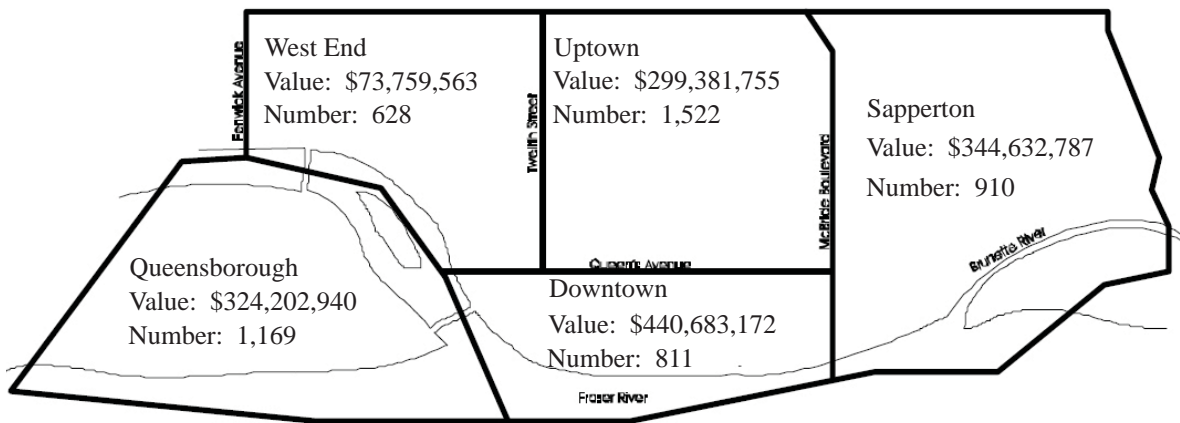 West End
Value: $73,759,563
Number: 628
Uptown
Value: $299,381,755
Number: 1,522
Sapperton
Value: $344,632,787
Number: 910
Queensborough
Value: $324,202,940
Number: 1,169
Downtown
Value: $440,683,172
Number: 811
Fenwick Avenue
Twelfth Street
McBride Boulevard
Queen's Avenue
Brunette River
Fraser River